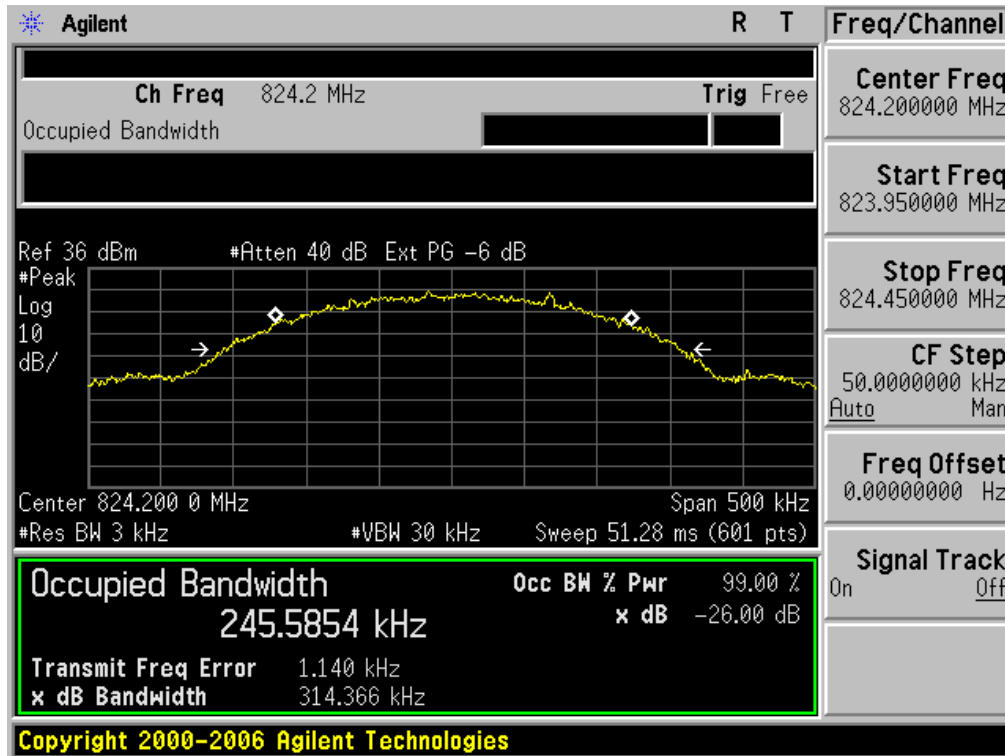 Agilent R T
Freq/Channel
Ch Freq 824.2 MHz Trig Free
Occupied Bandwidth
Ref 36 dBm #Atten 40 dB Ext PG -6 dB
#Peak
Log
10
dB/
Center 824.200 0 MHz Span 500 kHz
#Res BW 3 kHz #VBW 30 kHz Sweep 51.28 ms (601 pts)
Occupied Bandwidth
245.5854 kHz
Occ BW % Pwr 99.00 %
x dB -26.00 dB
Transmit Freq Error 1.140 kHz
x dB Bandwidth 314.366 kHz
Center Freq
824.200000 MHz
Start Freq
823.950000 MHz
Stop Freq
824.450000 MHz
CF Step
50.0000000 kHz
Auto Man
Freq Offset
0.00000000 Hz
Signal Track
On Off
Copyright 2000-2006 Agilent Technologies